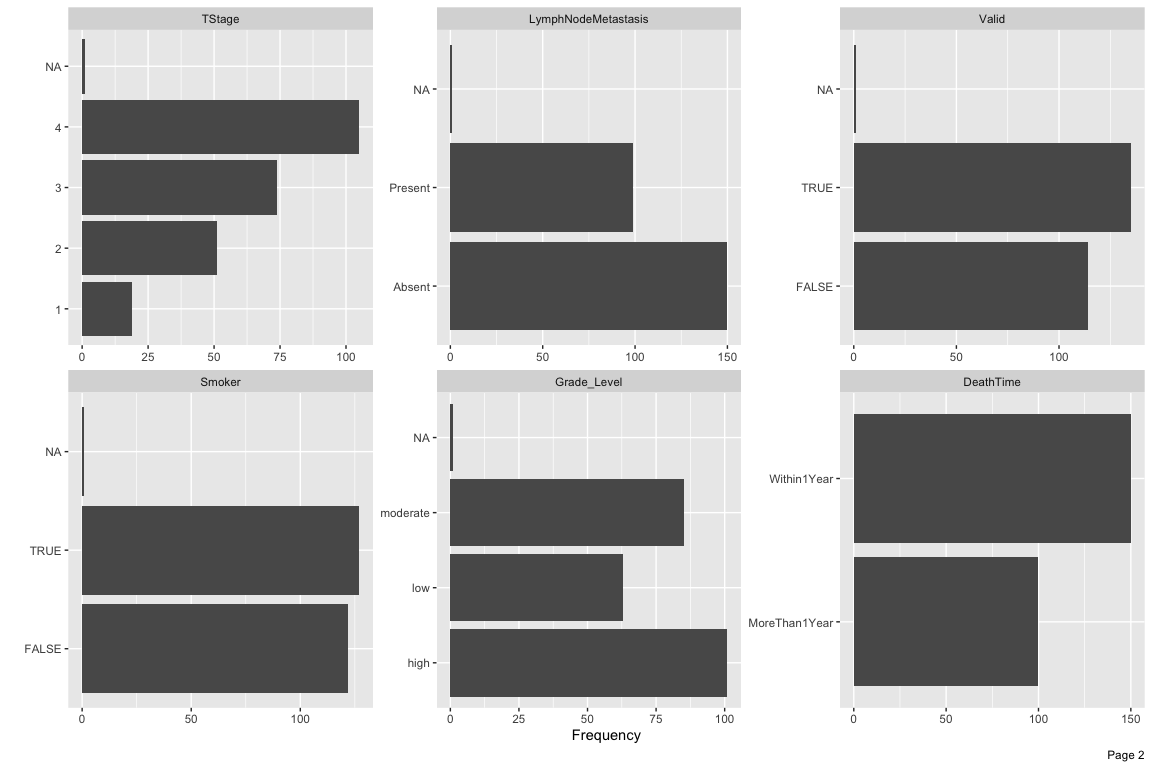 TStage
NA
4
3
2
1
0 25 50 75 100
LymphNodeMetastasis
NA
Present
Absent
0 50 100 150
Valid
NA
TRUE
FALSE
0 50 100
Smoker
NA
TRUE
FALSE
0 50 100
Grade_Level
NA
moderate
low
high
0 25 50 75 100
DeathTime
Within1Year
MoreThan1Year
0 50 100 150
Frequency
Page 2